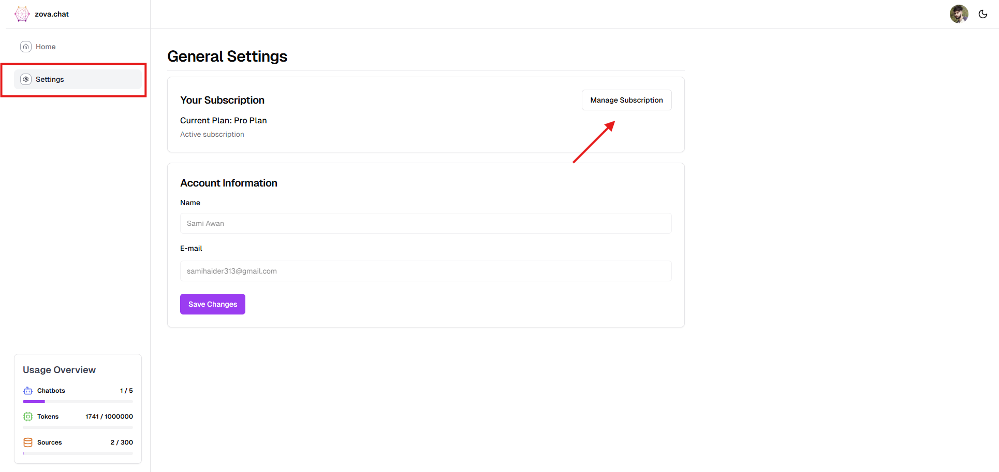 zova.chat
Home
Settings
General Settings
Your Subscription
Manage Subscription
Current Plan: Pro Plan
Active subscription
Account Information
Name
Sami Awan
E-mail
samihaider313@gmail.com
Save Changes
Usage Overview
Chatbots 1 / 5
Tokens 1741 / 1000000
Sources 2 / 300